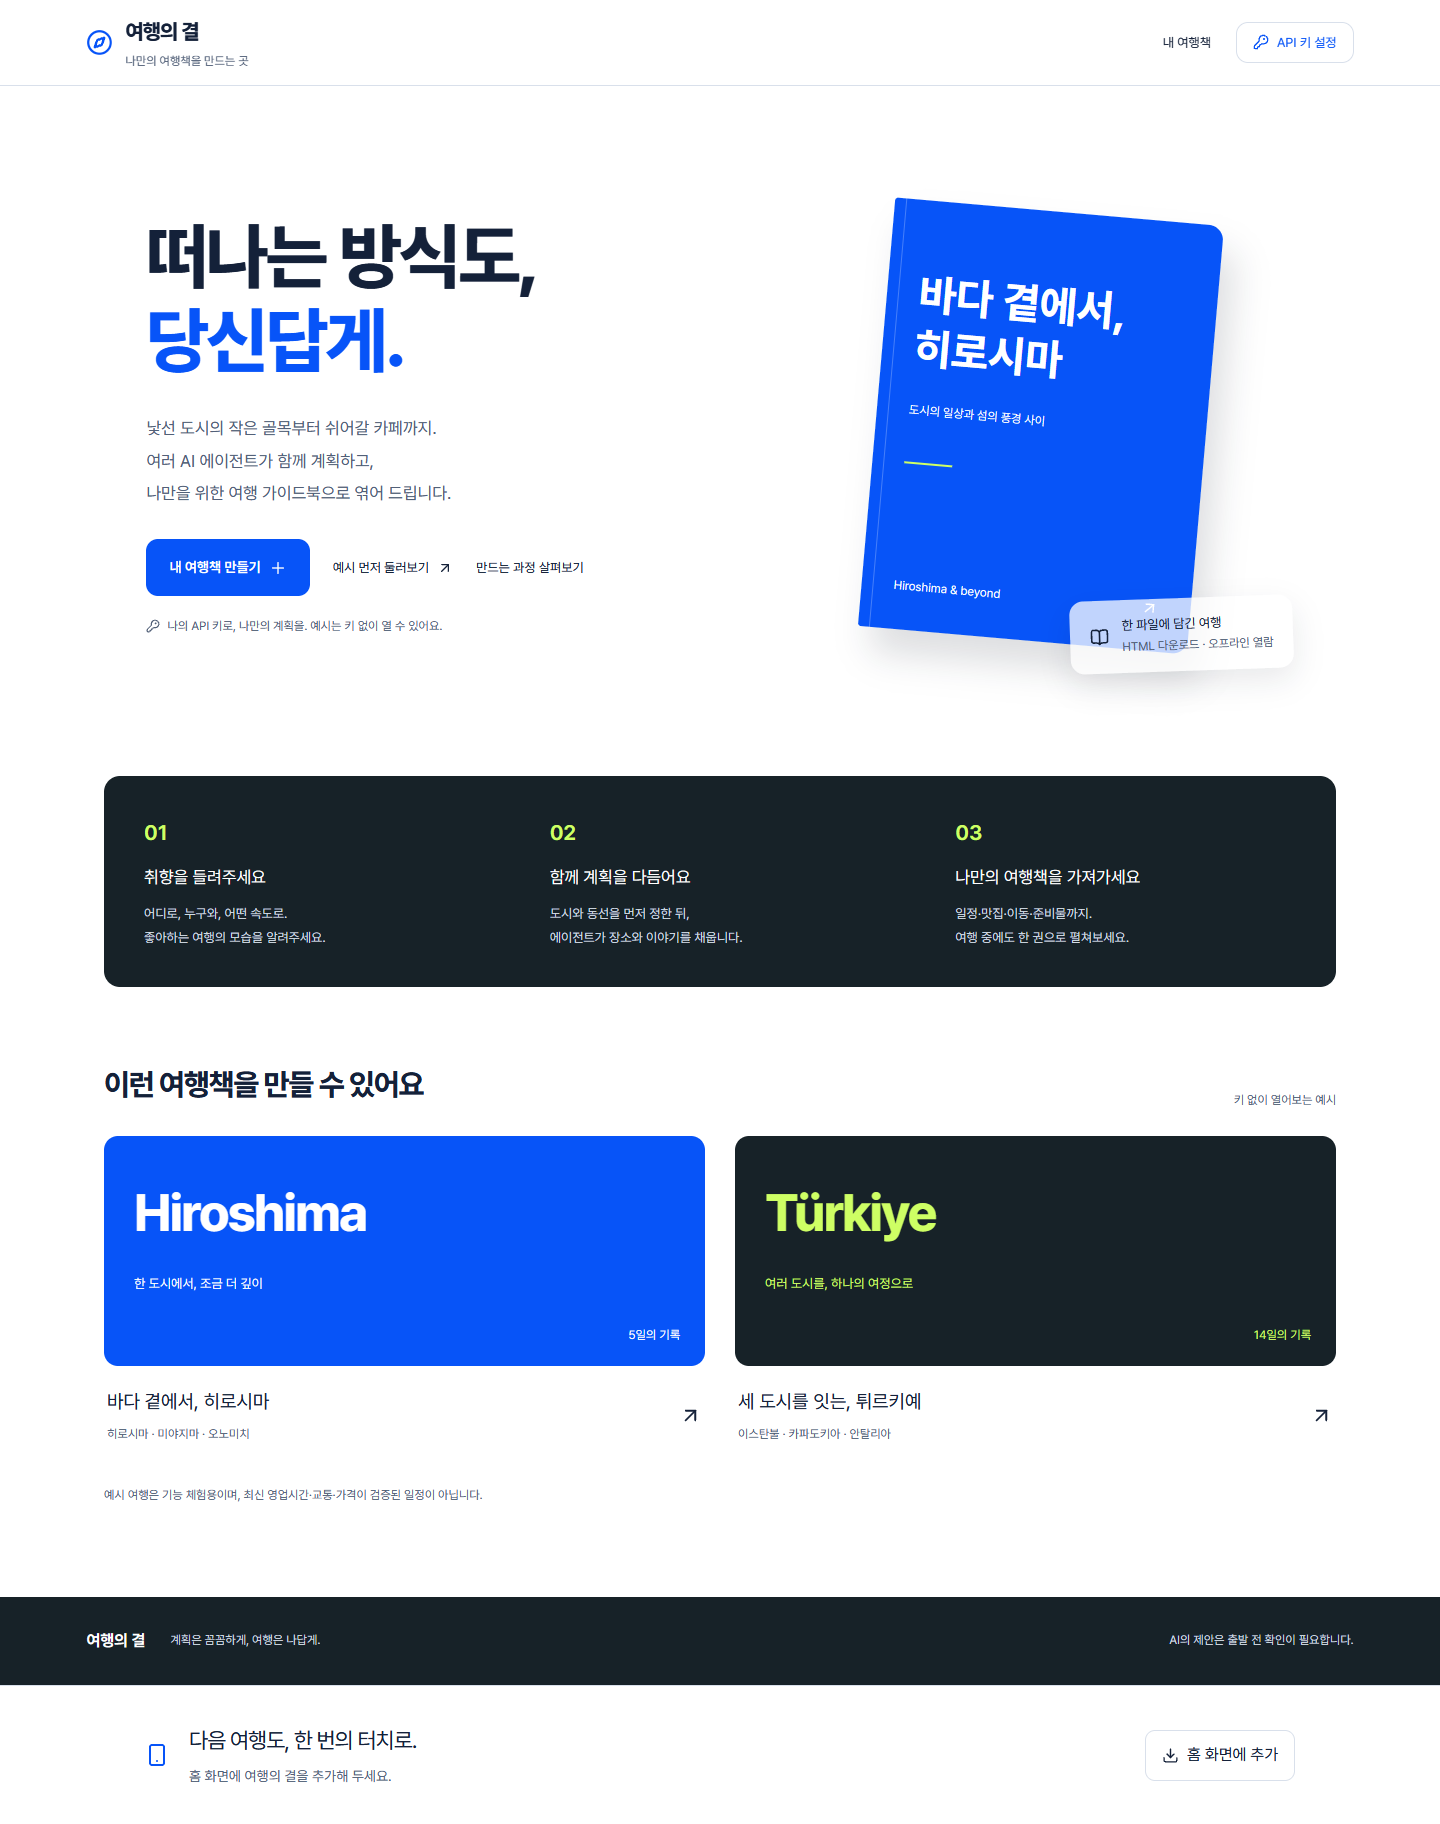 여행의 결
나만의 여행책을 만드는 곳
내 여행책
API 키 설정
떠나는 방식도,
당신답게.
낯선 도시의 작은 골목부터 쉬어갈 카페까지.
여러 AI 에이전트가 함께 계획하고,
나만을 위한 여행 가이드북으로 엮어 드립니다.
내 여행책 만들기
예시 먼저 둘러보기
만드는 과정 살펴보기
나의 API 키로, 나만의 계획을. 예시는 키 없이 열 수 있어요.
바다 곁에서,
히로시마
도시의 일상과 섬의 풍경 사이
Hiroshima & beyond
한 파일에 담긴 여행
HTML 다운로드 · 오프라인 열람
01
취향을 들려주세요
어디로, 누구와, 어떤 속도로.
좋아하는 여행의 모습을 알려주세요.
02
함께 계획을 다듬어요
도시와 동선을 먼저 정한 뒤,
에이전트가 장소와 이야기를 채웁니다.
03
나만의 여행책을 가져가세요
일정·맛집·이동·준비물까지.
여행 중에도 한 권으로 펼쳐보세요.
이런 여행책을 만들 수 있어요
키 없이 열어보는 예시
Hiroshima
한 도시에서, 조금 더 깊이
5일의 기록
바다 곁에서, 히로시마
히로시마 · 미야지마 · 오노미치
Türkiye
여러 도시를, 하나의 여정으로
14일의 기록
세 도시를 잇는, 튀르키예
이스탄불 · 카파도키아 · 안탈리아
예시 여행은 기능 체험용이며, 최신 영업시간·교통·가격이 검증된 일정이 아닙니다.
여행의 결
계획은 꼼꼼하게, 여행은 나답게.
AI의 제안은 출발 전 확인이 필요합니다.
다음 여행도, 한 번의 터치로.
홈 화면에 여행의 결을 추가해 두세요.
홈 화면에 추가